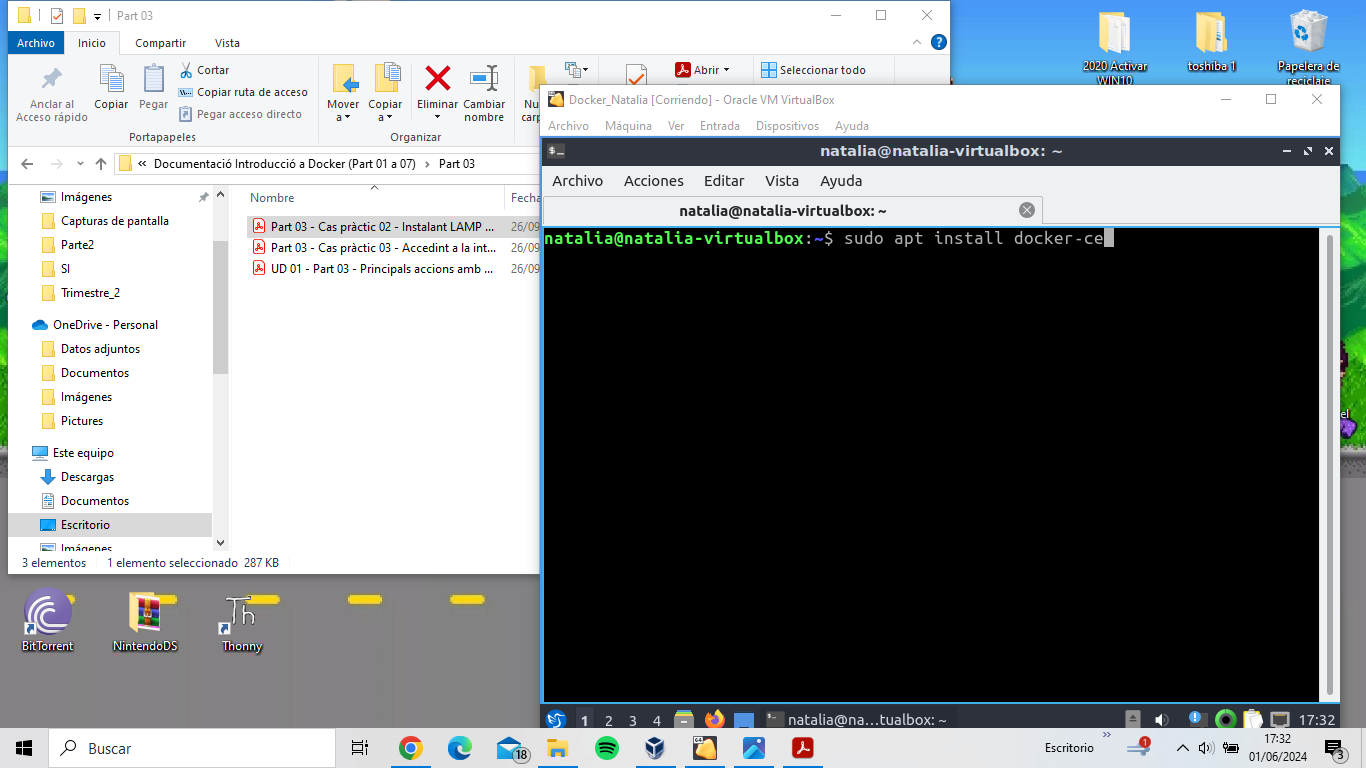 Part 03
Archivo Inicio Compartir Vista
Anclar al Acceso rápido
Copiar
Pegar
Cortar
Copiar ruta de acceso
Pegar acceso directo
Portapapeles
Mover a
Copiar a
Eliminar
Cambiar nombre
Organizar
Nu
carp
Abrir
Seleccionar todo
« Documentació Introducció a Docker (Part 01 a 07) > Part 03
Imágenes
Capturas de pantalla
Parte2
SI
Trimestre_2
OneDrive - Personal
Datos adjuntos
Documentos
Imágenes
Pictures
Este equipo
Descargas
Documentos
Escritorio
Imágenes
Nombre Fecha
Part 03 - Cas pràctic 02 - Instalant LAMP ... 26/09
Part 03 - Cas pràctic 03 - Accedint a la int... 26/09
UD 01 - Part 03 - Principals accions amb ... 26/09
3 elementos 1 elemento seleccionado 287 KB
2020 Activar WIN10
toshiba 1
Papelera de reciclaje
Docker_Natalia [Corriendo] - Oracle VM VirtualBox
Archivo Máquina Ver Entrada Dispositivos Ayuda
natalia@natalia-virtualbox: ~
Archivo Acciones Editar Vista Ayuda
natalia@natalia-virtualbox: ~
natalia@natalia-virtualbox:~$ sudo apt install docker-ce
1 2 3 4 natalia@na...tualbox: ~ 17:32
el
BitTorrent
NintendoDS
Thonny
Buscar
18
Escritorio
1
17:32
01/06/2024
3